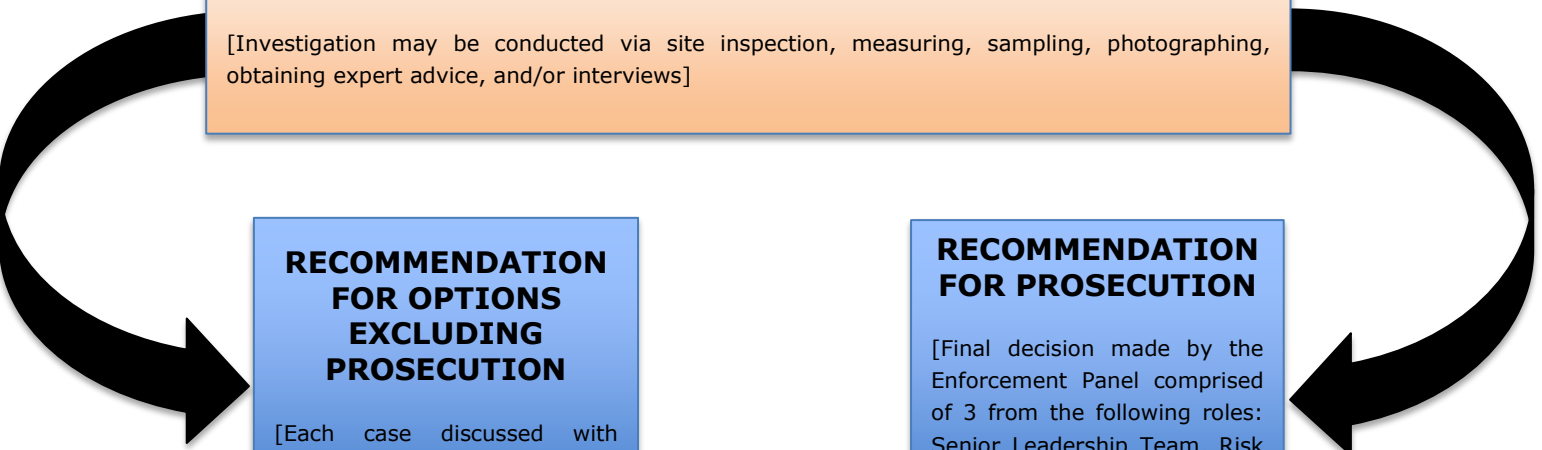 [Investigation may be conducted via site inspection, measuring, sampling, photographing,
obtaining expert advice, and/or interviews]
RECOMMENDATION
FOR OPTIONS
EXCLUDING
PROSECUTION
[Each case discussed with
RECOMMENDATION
FOR PROSECUTION
[Final decision made by the
Enforcement Panel comprised
of 3 from the following roles:
Senior Leadership Team, Risk